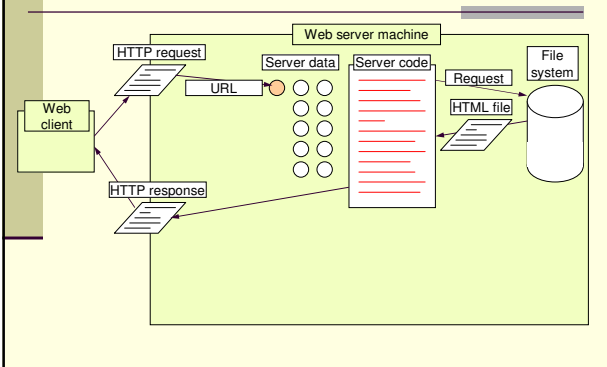 Web server machine
HTTP request
Server data
Server code
File
system
URL
Request
HTML file
Web
client
HTTP response